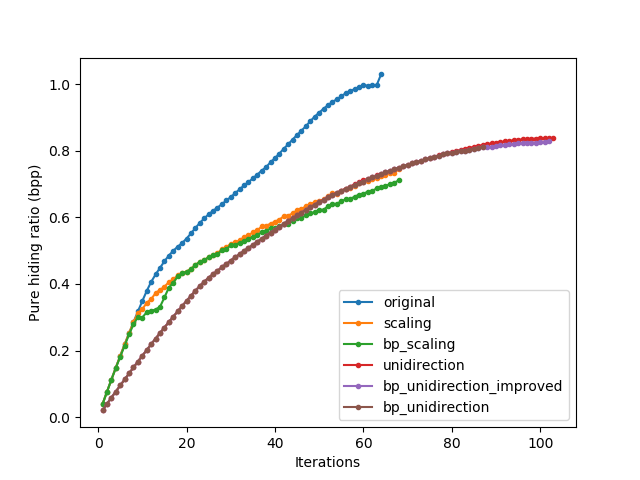 Pure hiding ratio (bpp)
1.0
0.8
0.6
0.4
0.2
0.0
0 20 40 60 80 100
Iterations
original
scaling
bp_scaling
unidirection
bp_unidirection_improved
bp_unidirection